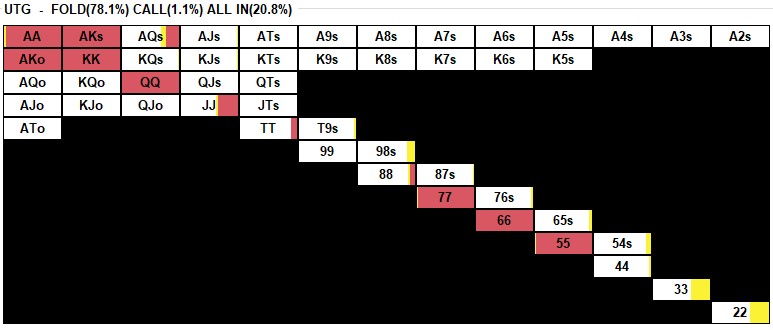 UTG - FOLD(78.1%) CALL(1.1%) ALL IN(20.8%)
AA AKs AQs AJs ATs A9s A8s A7s A6s A5s A4s A3s A2s
AKo KK KQs KJs KTs K9s K8s K7s K6s K5s
AQo KQo QQ QJs QTs
AJo KJo QJo JJ JTs
ATo TT T9s
99 98s
88 87s
77 76s
66 65s
55 54s
44
33
22